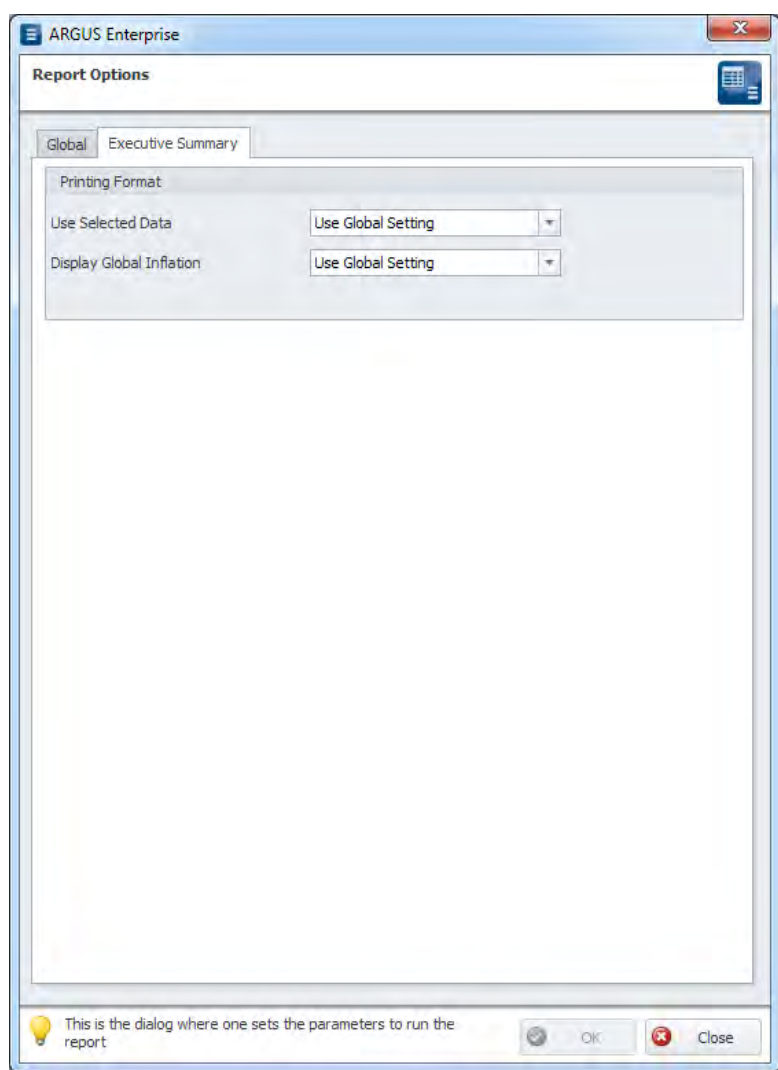 ARGUS Enterprise
Report Options
Global Executive Summary
Printing Format
Use Selected Data Use Global Setting
Display Global Inflation Use Global Setting
This is the dialog where one sets the parameters to run the
report
OK Close